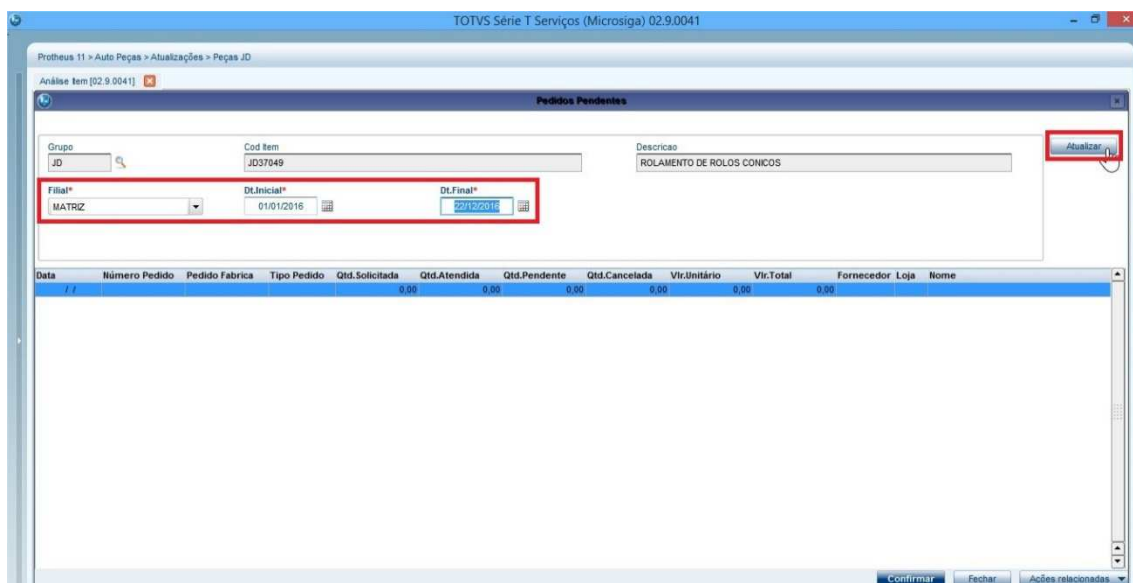 TOTVS Série T Serviços (Microsiga) 02.9.0041
Protheus 11 > Auto Peças > Atualizações > Peças JD
Análise Item [02.9.0041]
Pedidos Pendentes
Grupo Cod Item Descricao
JD JD37049 ROLAMENTO DE ROLOS CONICOS Atualizar
Filial* Dt.Inicial* Dt.Final*
MATRIZ 01/01/2016 22/12/2016
Data Número Pedido Pedido Fabrica Tipo Pedido Qtd.Solicitada Qtd.Atendida Qtd.Pendente Qtd.Cancelada Vlr.Unitário Vlr.Total Fornecedor Loja Nome
/ / 0,00 0,00 0,00 0,00 0,00 0,00
Confirmar Fechar Ações relacionadas